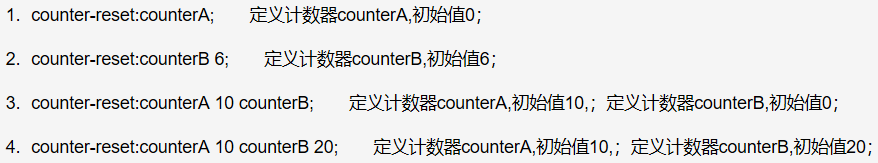 1. counter-reset:counterA; 定义计数器counterA,初始值0；
2. counter-reset:counterB 6; 定义计数器counterB,初始值6；
3. counter-reset:counterA 10 counterB; 定义计数器counterA,初始值10,；定义计数器counterB,初始值0；
4. counter-reset:counterA 10 counterB 20; 定义计数器counterA,初始值10,；定义计数器counterB,初始值20；